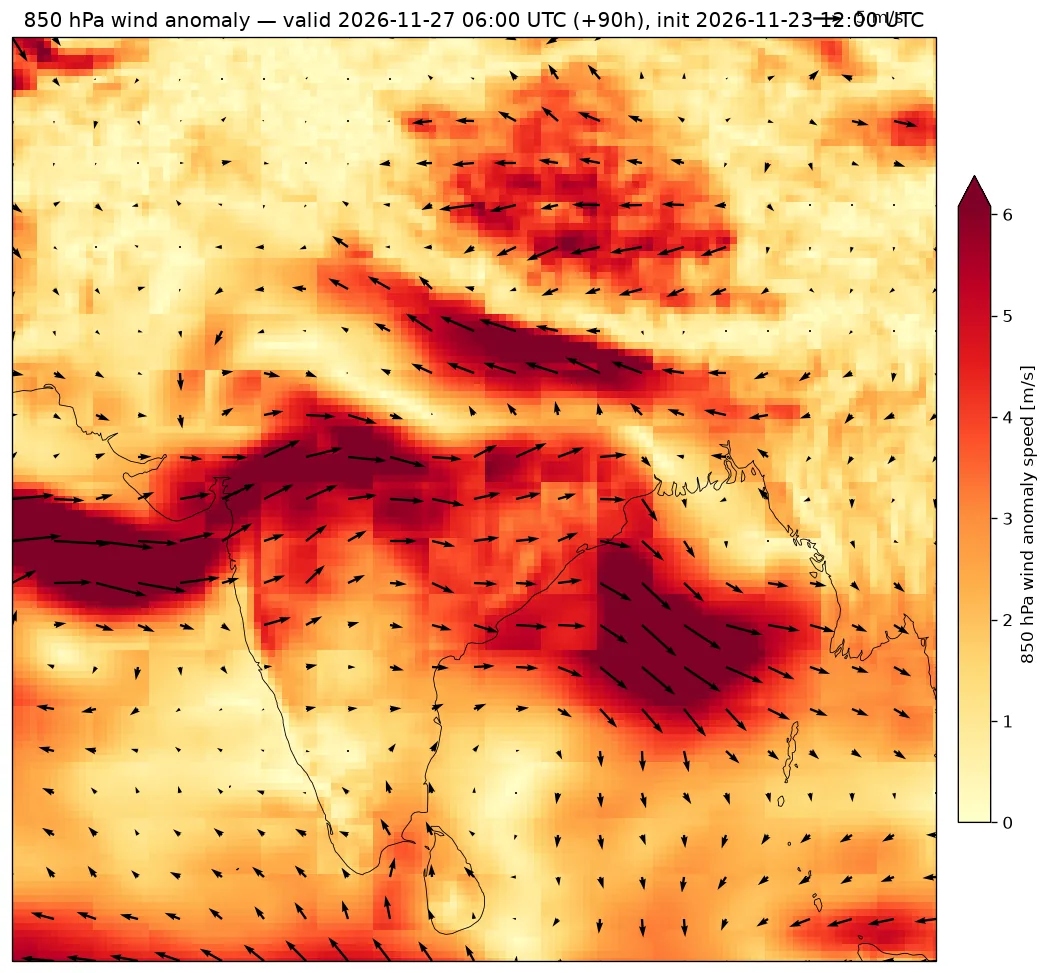 850 hPa wind anomaly — valid 2026-11-27 06:00 UTC (+90h), init 2026-11-23 12:00 UTC
5 m/s
6
5
4
3
2
1
0
850 hPa wind anomaly speed [m/s]